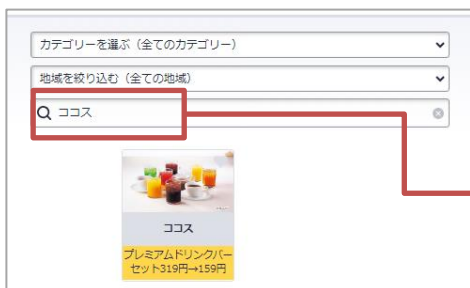 カテゴリーを選ぶ（全てのカテゴリー）
地域を絞り込む（全ての地域）
ココス
ココス
プレミアムドリンクバー
セット319円→159円